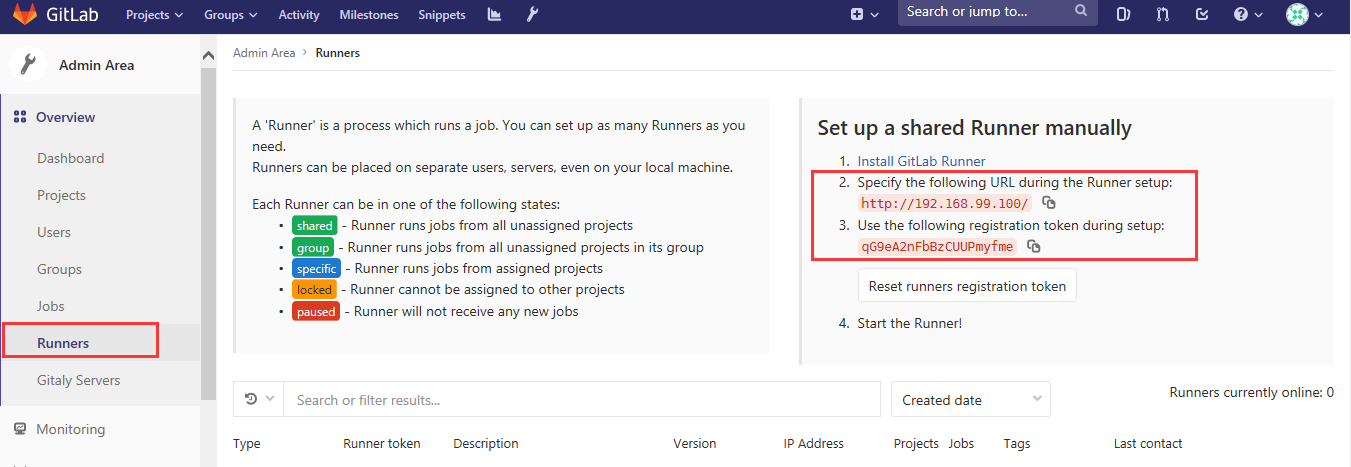 GitLab Projects Groups Activity Milestones Snippets Search or jump to...
Admin Area
Overview
Dashboard
Projects
Users
Groups
Jobs
Runners
Gitaly Servers
Monitoring
Admin Area > Runners
A 'Runner' is a process which runs a job. You can set up as many Runners as you
need.
Runners can be placed on separate users, servers, even on your local machine.
Each Runner can be in one of the following states:
• shared - Runner runs jobs from all unassigned projects
• group - Runner runs jobs from all unassigned projects in its group
• specific - Runner runs jobs from assigned projects
• locked - Runner cannot be assigned to other projects
• paused - Runner will not receive any new jobs
Set up a shared Runner manually
1. Install GitLab Runner
2. Specify the following URL during the Runner setup:
http://192.168.99.100/
3. Use the following registration token during setup:
qG9eA2nFbBzCUUPmyfme
Reset runners registration token
4. Start the Runner!
Search or filter results...
Created date
Runners currently online: 0
Type Runner token Description Version IP Address Projects Jobs Tags Last contact